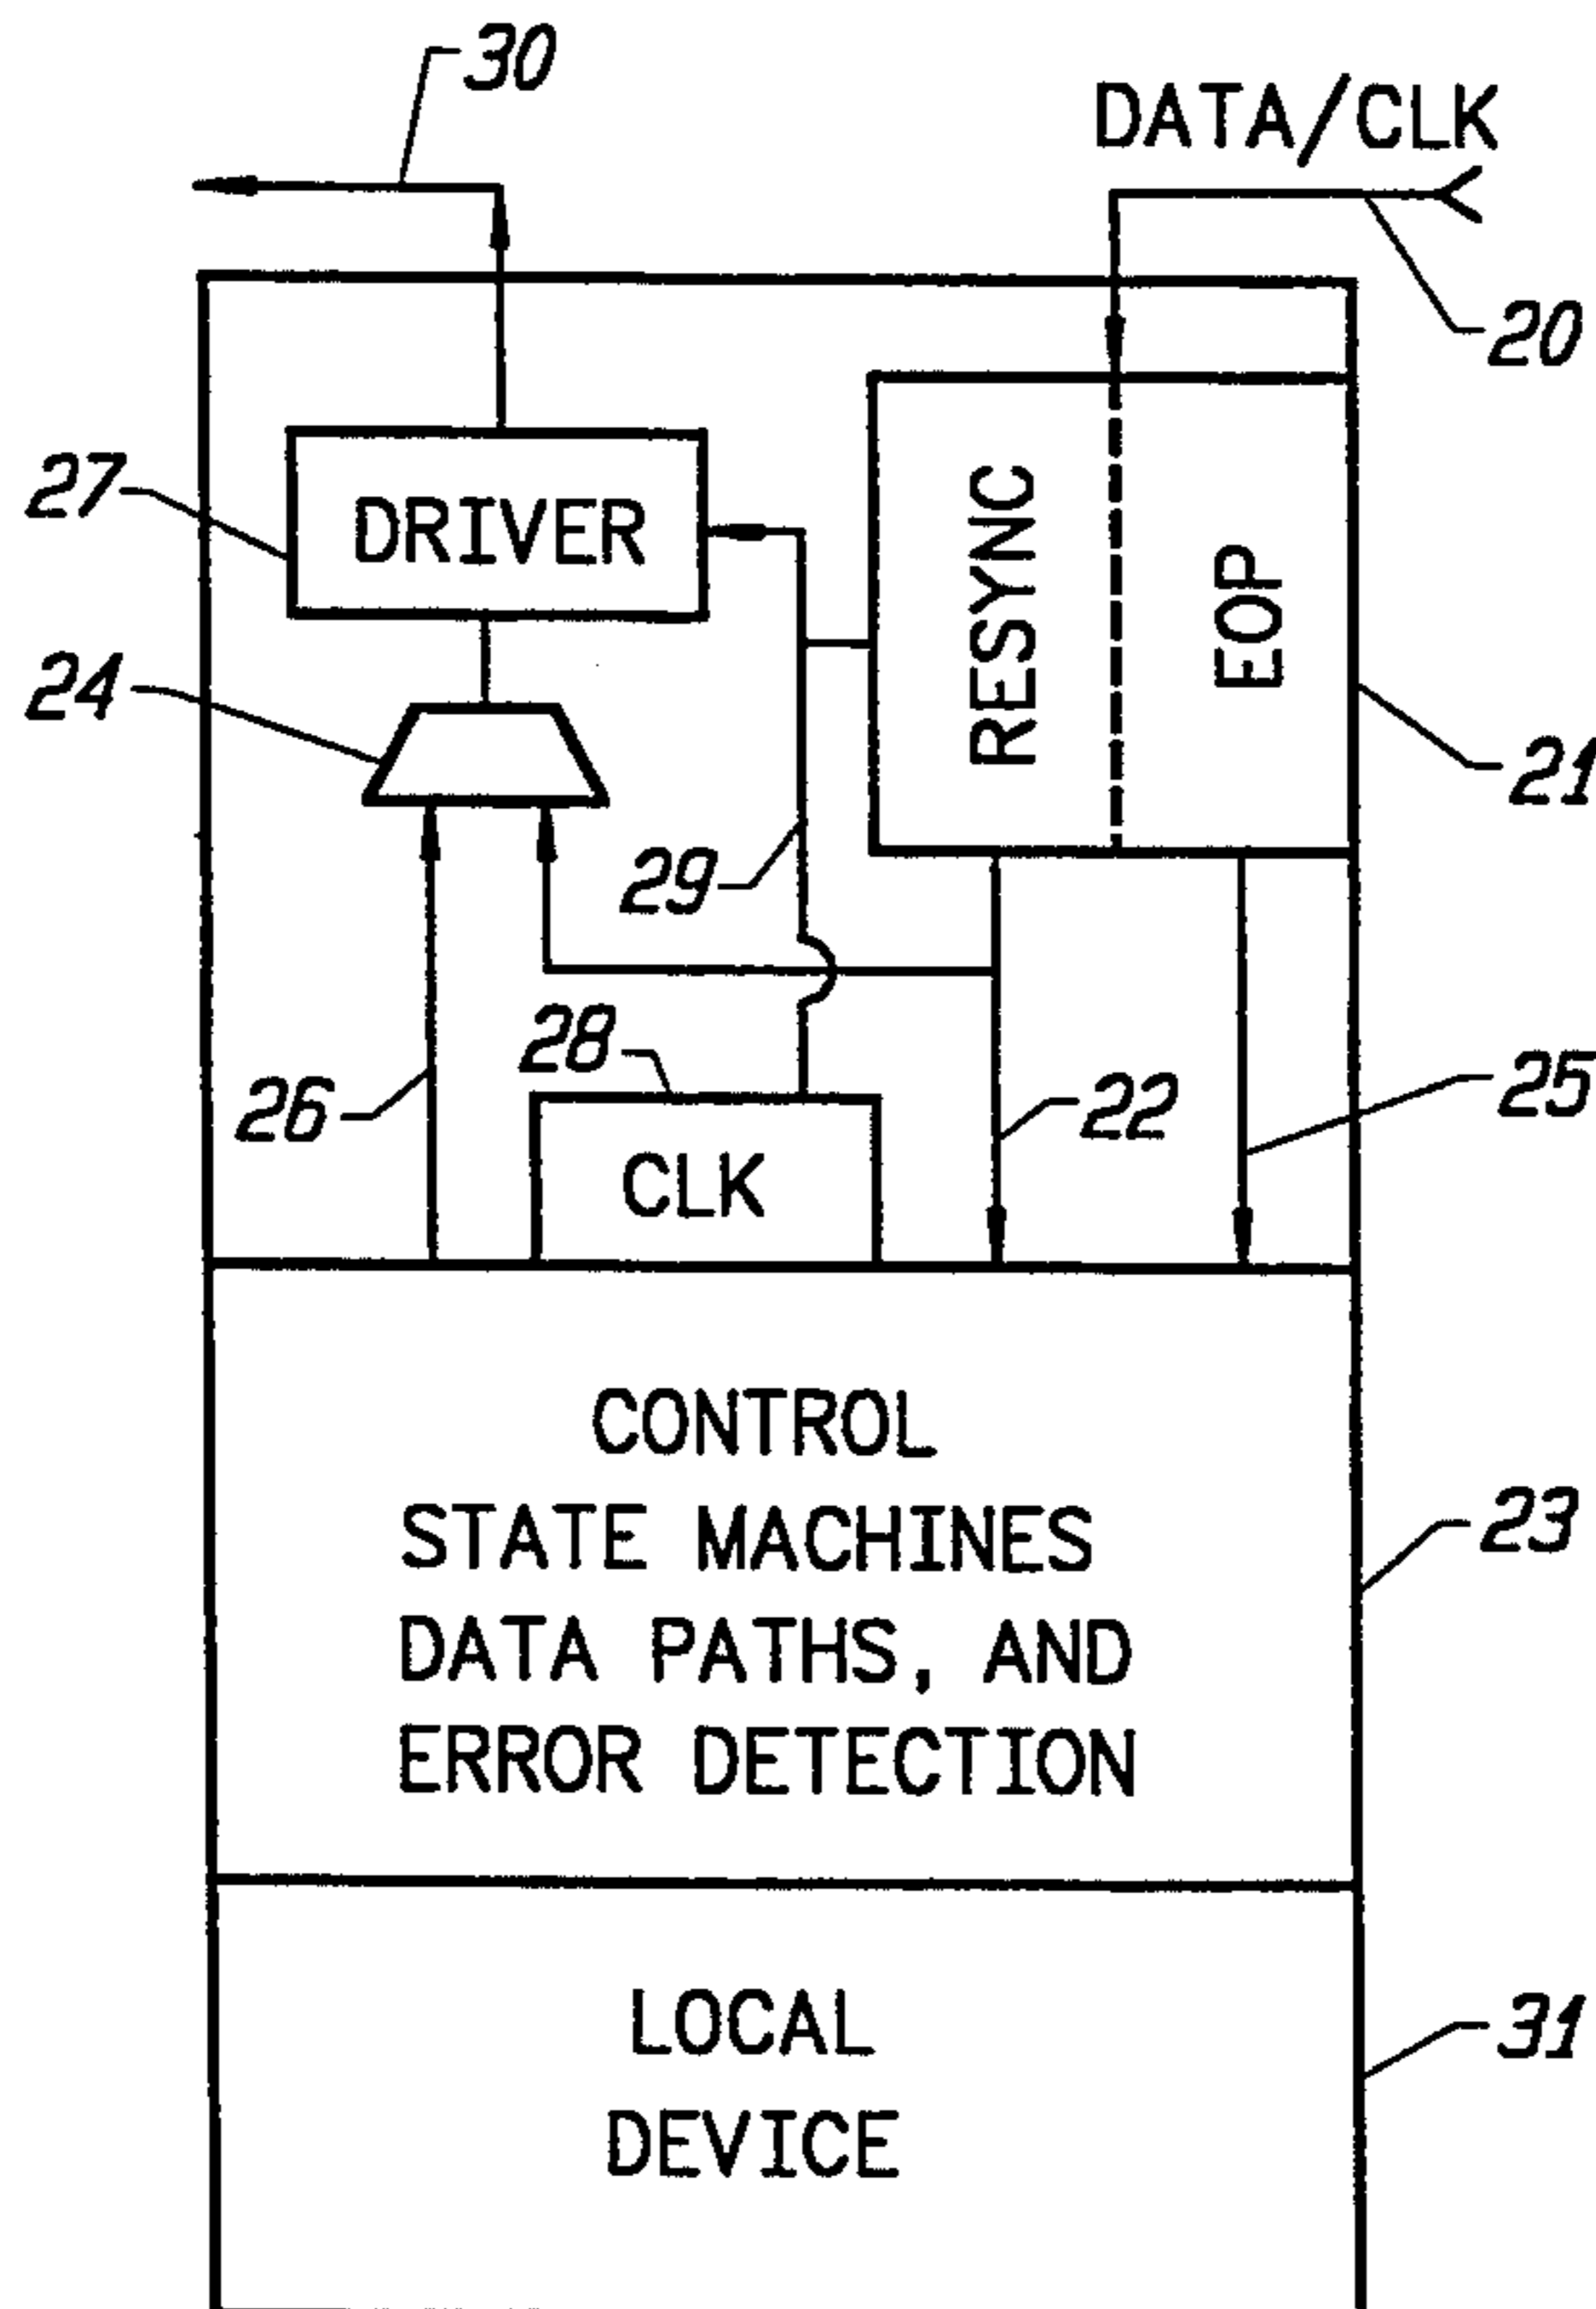 30
DATA/CLK
20
27
DRIVER
RESYNC
EOP
24
21
29
28
26
CLK
22
25
CONTROL
STATE MACHINES
DATA PATHS, AND
ERROR DETECTION
23
LOCAL
DEVICE
31